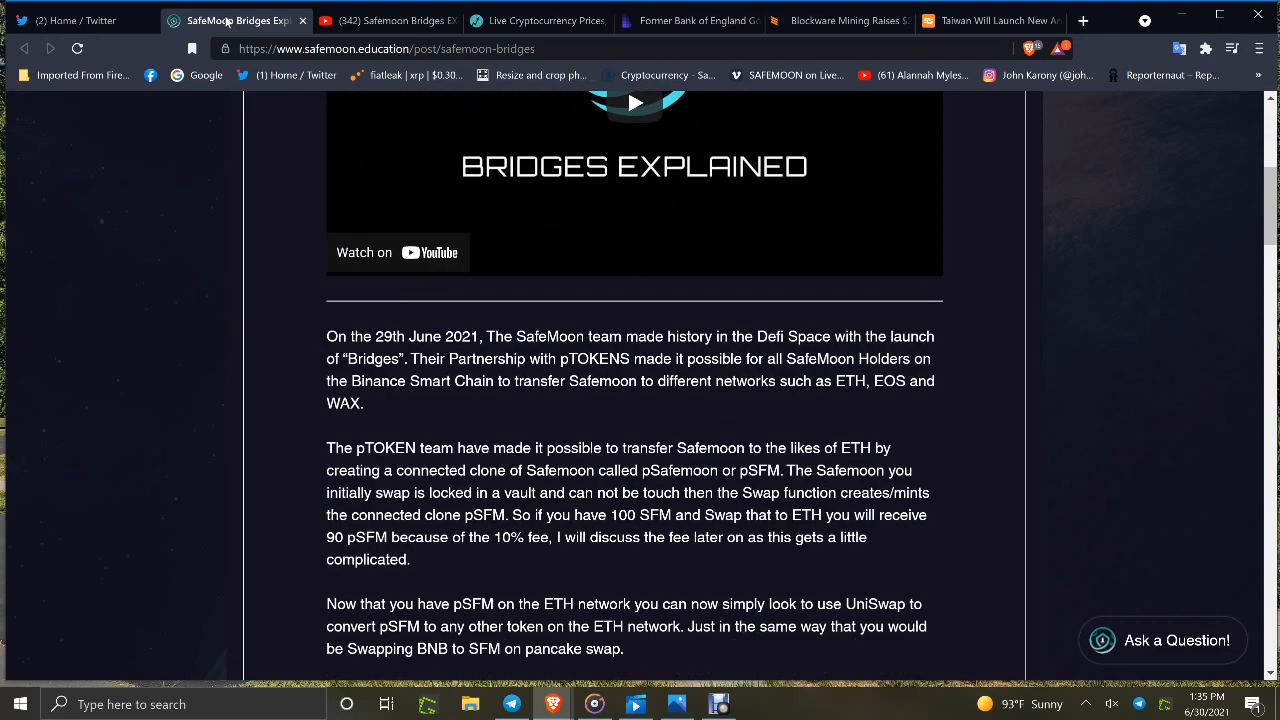 (2) Home / Twitter
SafeMoon Bridges Expl
(342) Safemoon Bridges EX
Live Cryptocurrency Prices,
Former Bank of England Go
Blockware Mining Raises $2
Taiwan Will Launch New An
https://www.safemoon.education/post/safemoon-bridges
15
1
Imported From Fire...
Google
(1) Home / Twitter
fiatleak | xrp | $0.30...
Resize and crop ph...
Cryptocurrency - Sa...
SAFEMOON on Live...
(61) Alannah Myles...
John Karony (@joh...
Reporternaut – Rep...
BRIDGES EXPLAINED
Watch on YouTube
On the 29th June 2021, The SafeMoon team made history in the Defi Space with the launch
of “Bridges”. Their Partnership with pTOKENS made it possible for all SafeMoon Holders on
the Binance Smart Chain to transfer Safemoon to different networks such as ETH, EOS and
WAX.
The pTOKEN team have made it possible to transfer Safemoon to the likes of ETH by
creating a connected clone of Safemoon called pSafemoon or pSFM. The Safemoon you
initially swap is locked in a vault and can not be touch then the Swap function creates/mints
the connected clone pSFM. So if you have 100 SFM and Swap that to ETH you will receive
90 pSFM because of the 10% fee, I will discuss the fee later on as this gets a little
complicated.
Now that you have pSFM on the ETH network you can now simply look to use UniSwap to
convert pSFM to any other token on the ETH network. Just in the same way that you would
be Swapping BNB to SFM on pancake swap.
Ask a Question!
Type here to search
93°F Sunny
1:35 PM
6/30/2021